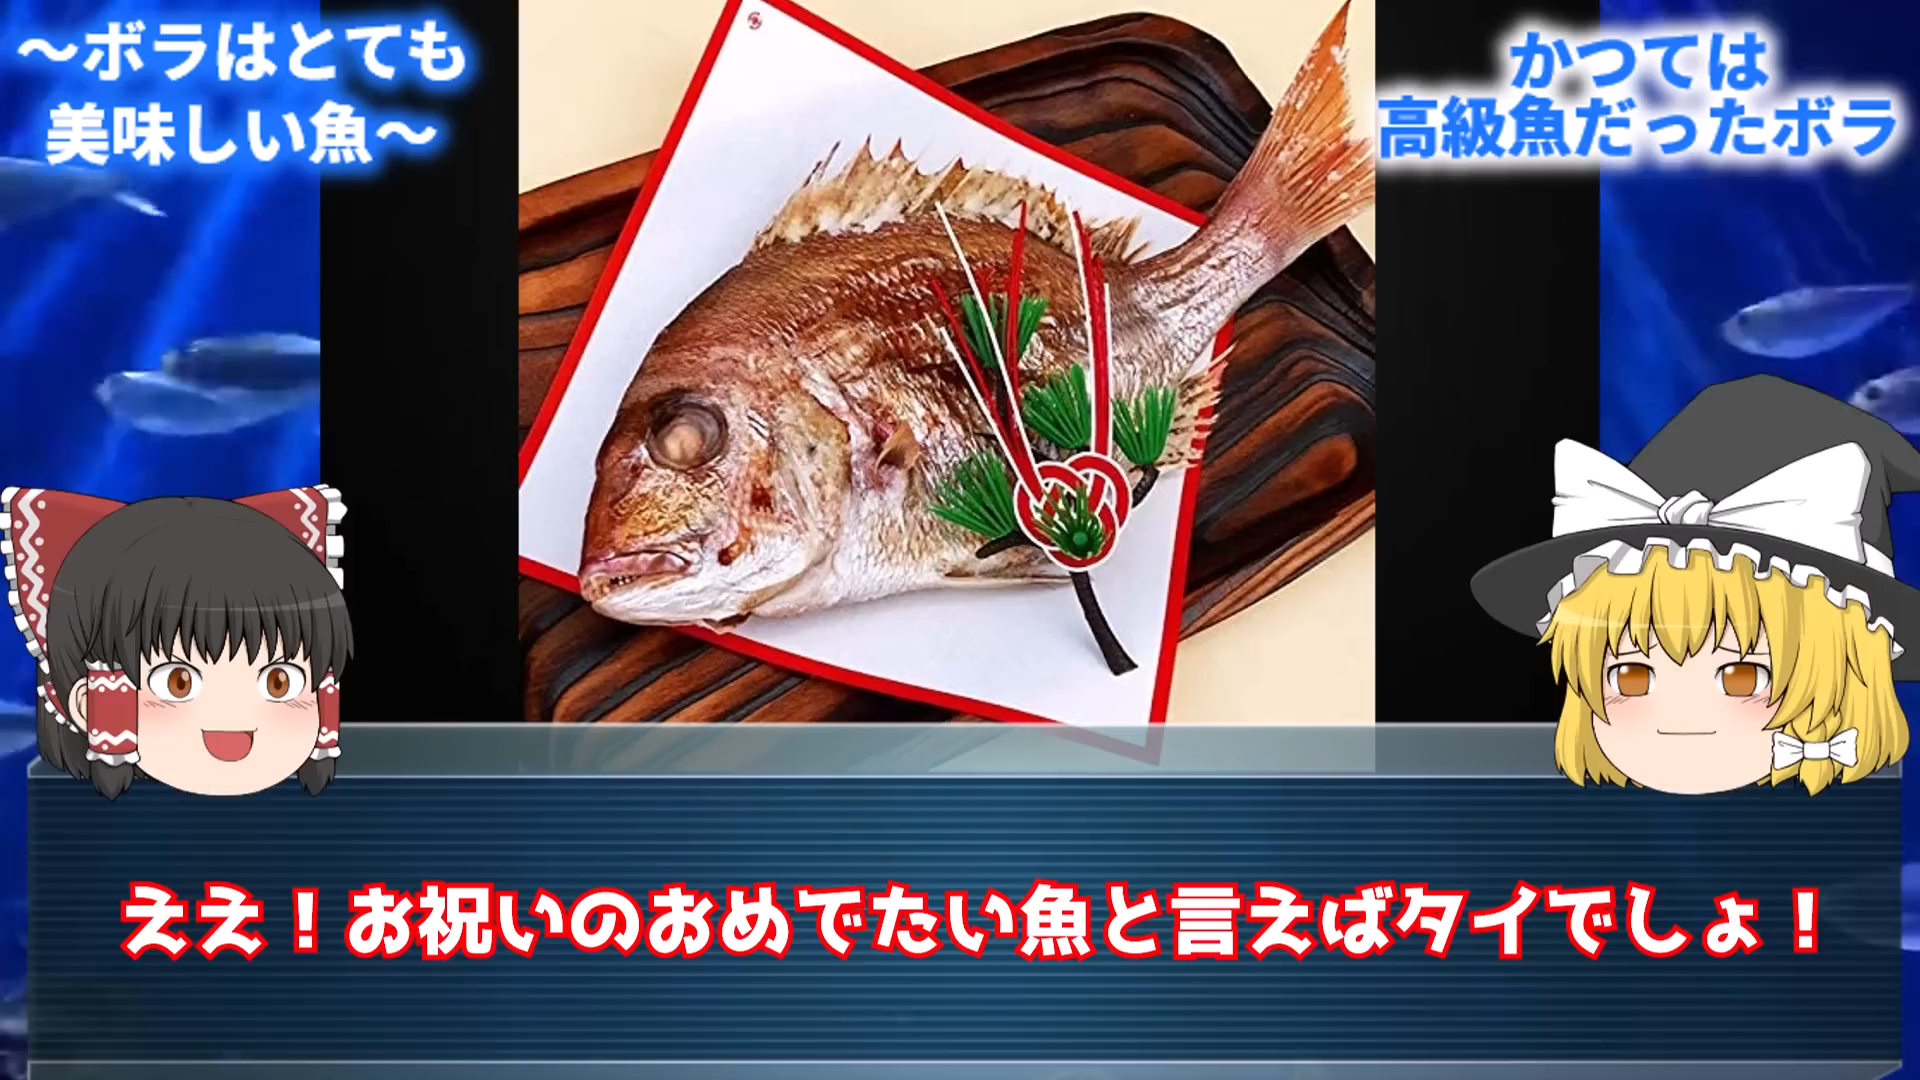 ～ボラはとても
美味しい魚～
かつては
高級魚だったボラ
ええ！お祝いのおめでたい魚と言えばタイでしょ！